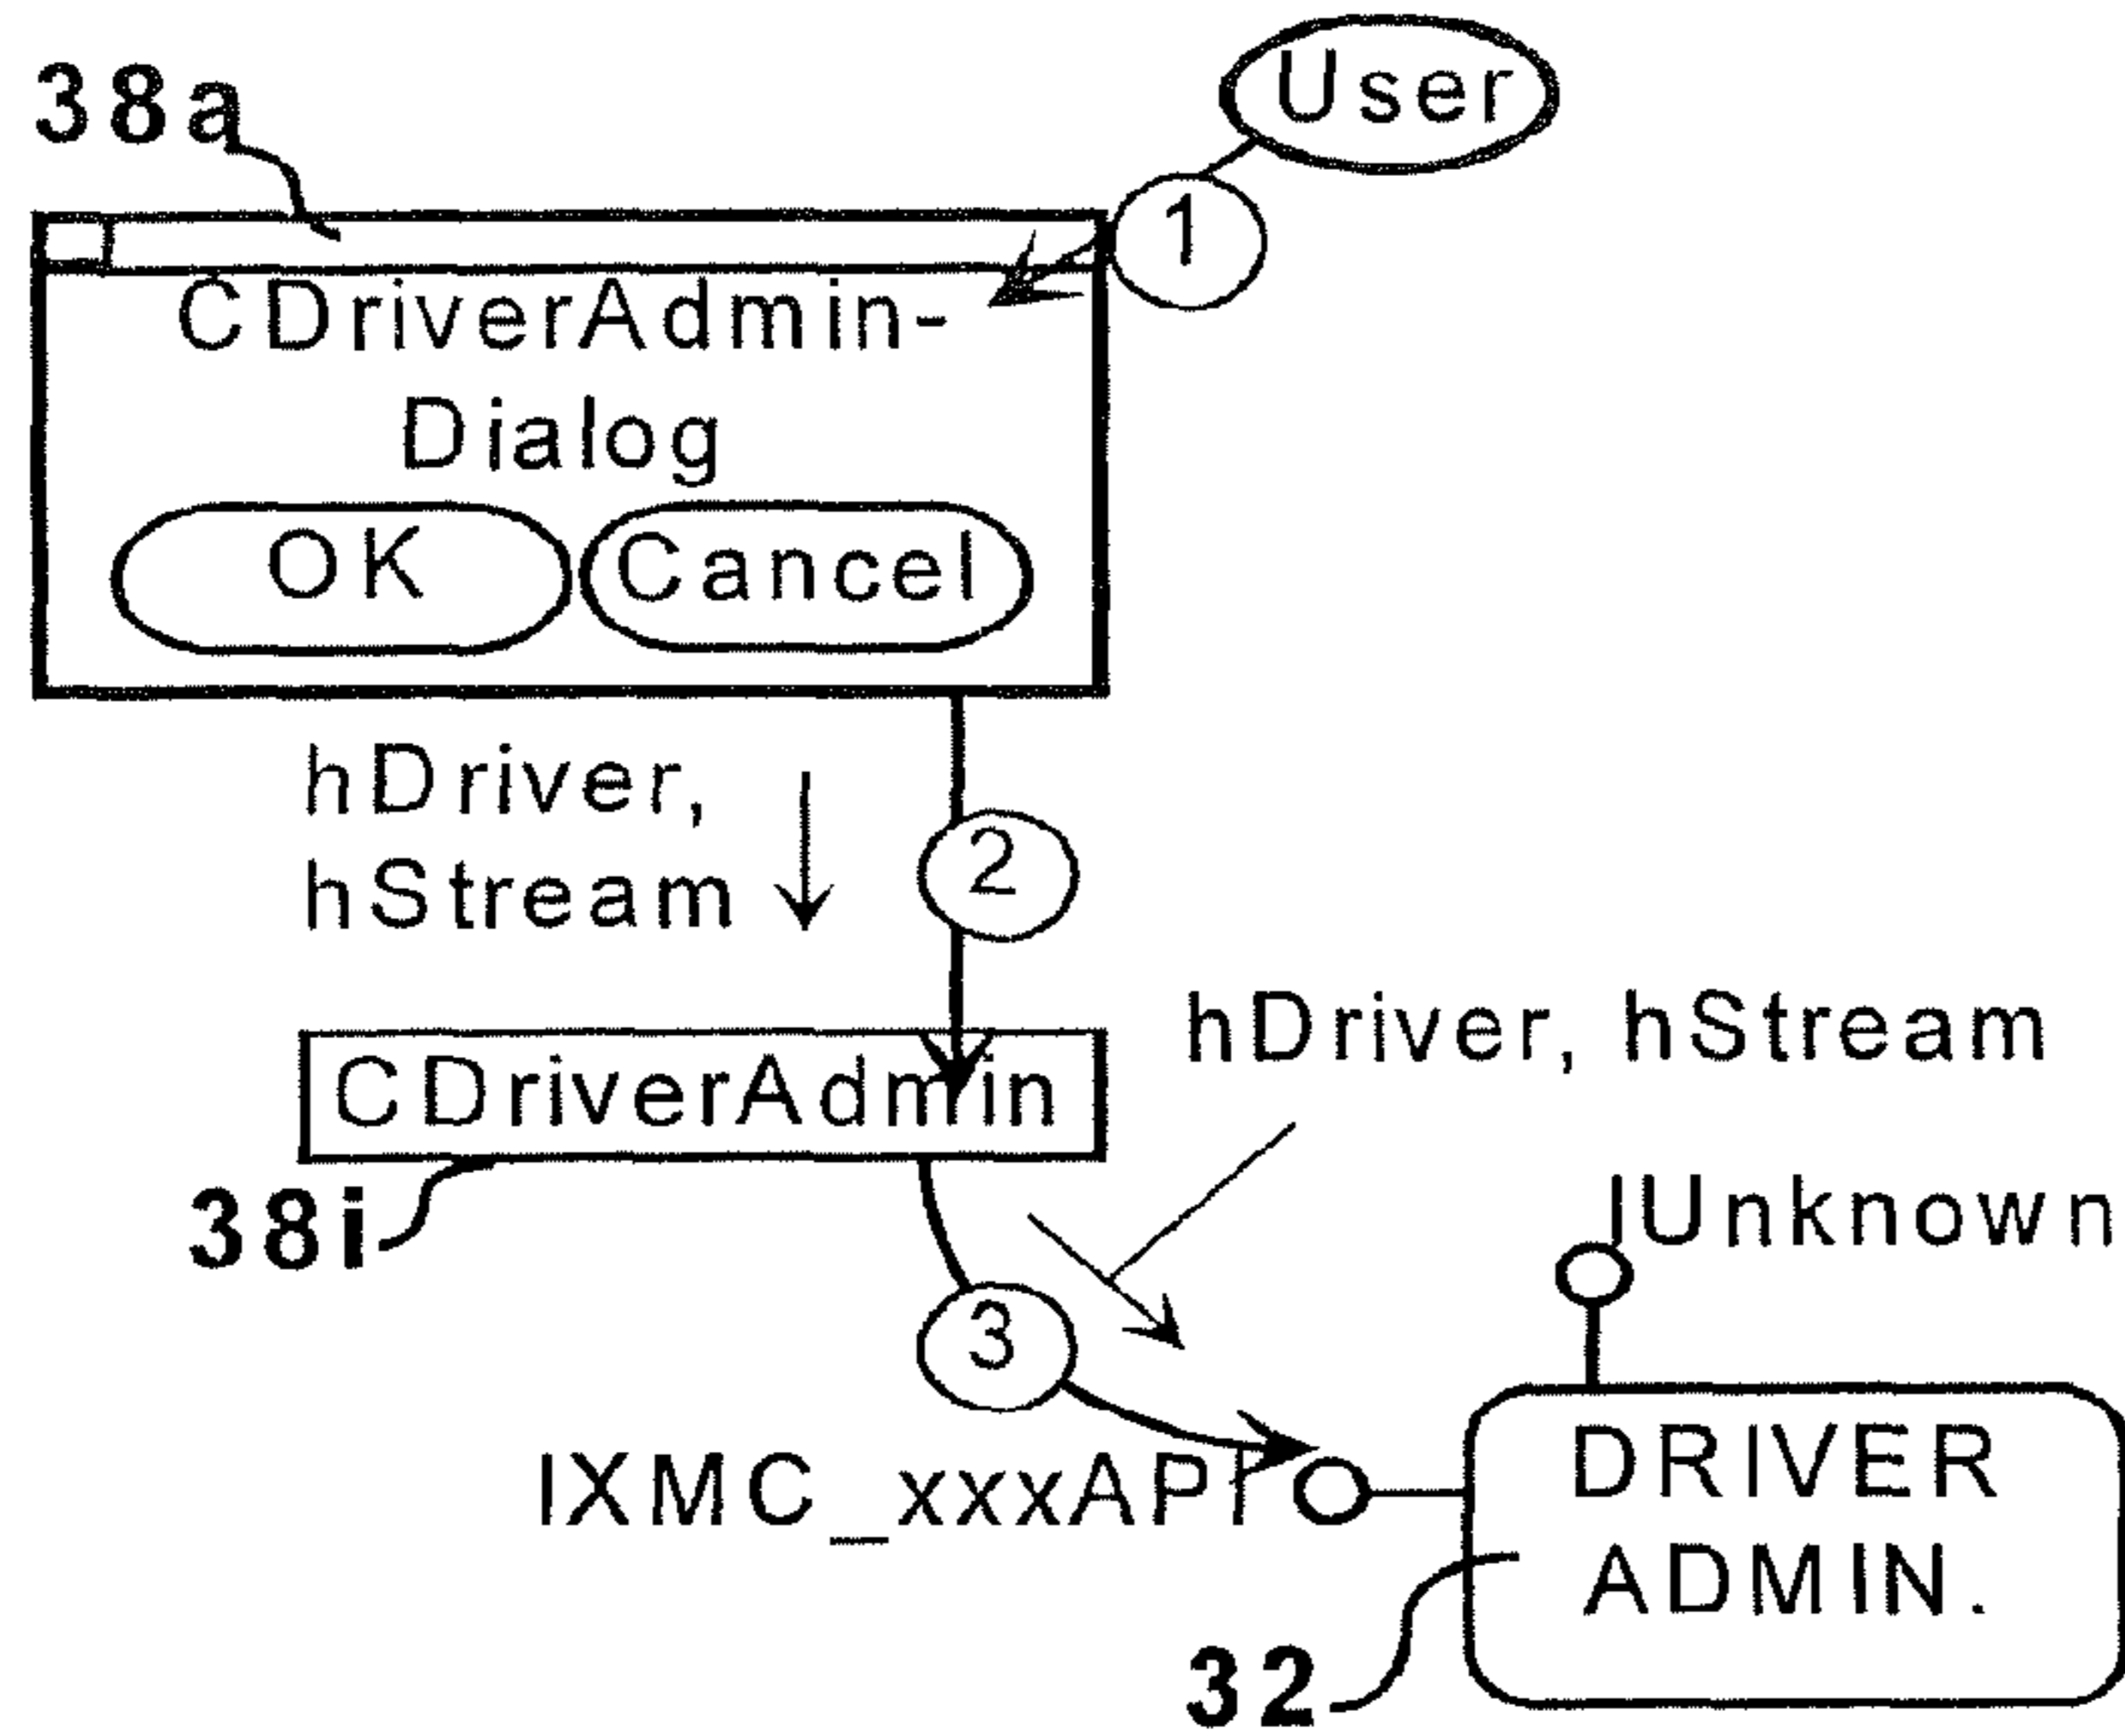 User
38a
1
CDriverAdmin-
Dialog
OK Cancel
hDriver,
hStream
2
hDriver, hStream
CDriverAdmin
38i
IUnknown
3
IXMC_xxxAPI
DRIVER
ADMIN.
32